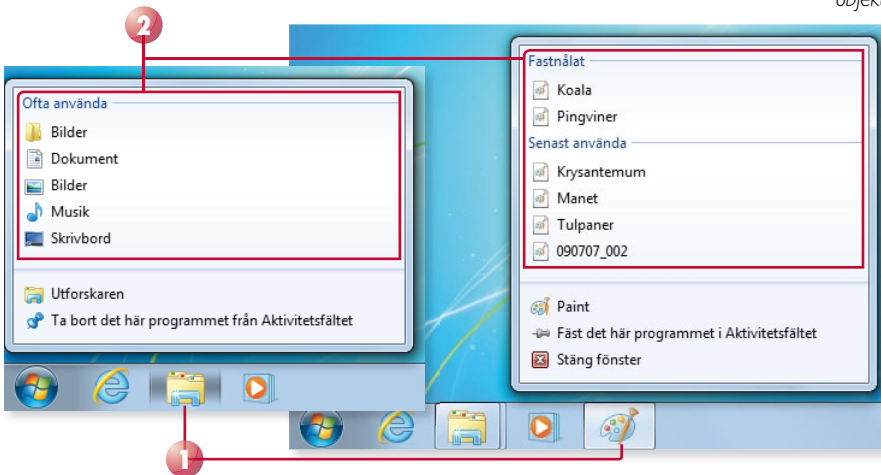 objek
2
Ofta använda
Bilder
Dokument
Bilder
Musik
Skrivbord
Utforskaren
Ta bort det här programmet från Aktivitetsfältet
Fastnålat
Koala
Pingviner
Senast använda
Krysantemum
Manet
Tulpaner
090707_002
Paint
Fäst det här programmet i Aktivitetsfältet
Stäng fönster
1